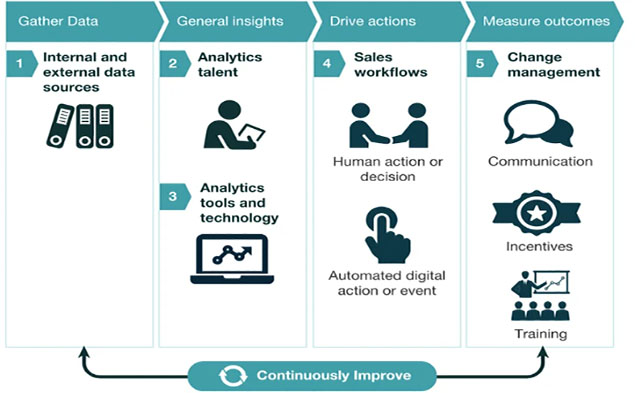 Gather Data
General insights
Drive actions
Measure outcomes
1
Internal and
external data
sources
2
Analytics
talent
3
Analytics
tools and
technology
4
Sales
workflows
Human action or
decision
Automated digital
action or event
5
Change
management
Communication
Incentives
Training
Continuously Improve